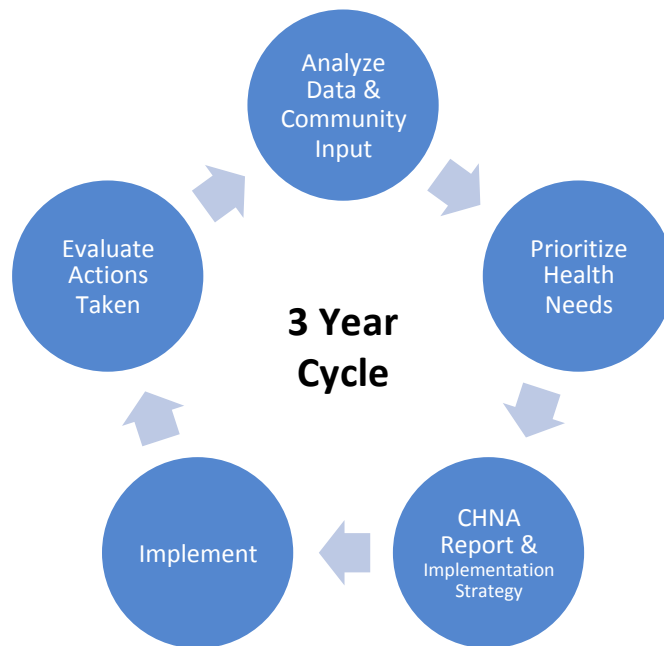 Analyze
Data &
Community
Input
Prioritize
Health
Needs
CHNA
Report &
Implementation
Strategy
Implement
Evaluate
Actions
Taken
3 Year
Cycle